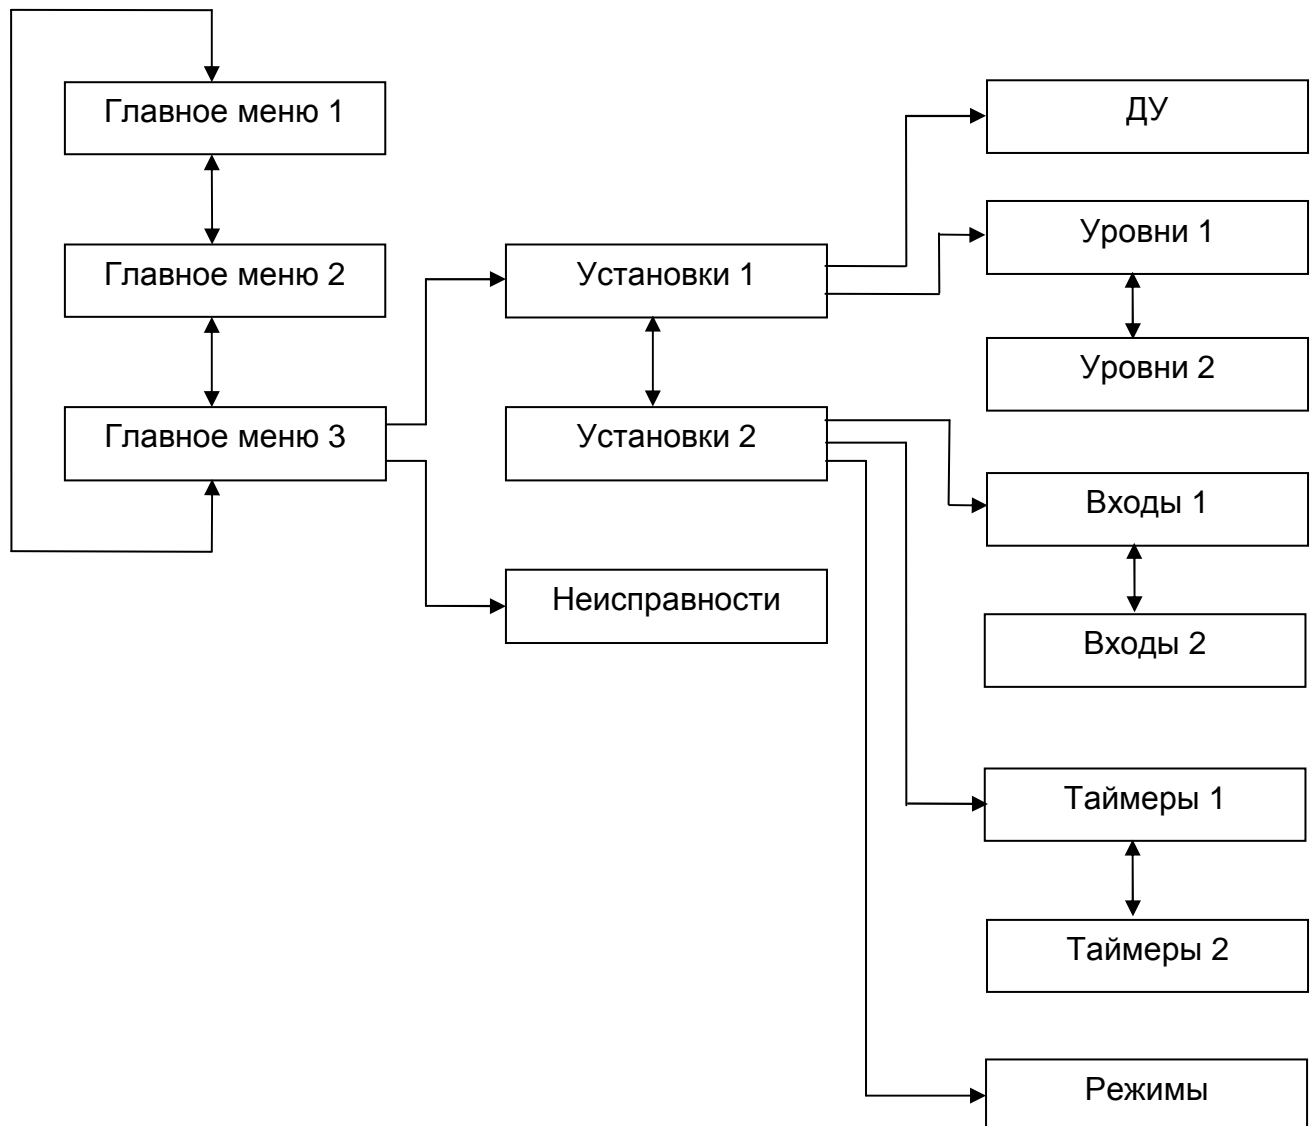 Главное меню 1
ДУ
Уровни 1
Главное меню 2
Установки 1
Уровни 2
Главное меню 3
Установки 2
Входы 1
Неисправности
Входы 2
Таймеры 1
Таймеры 2
Режимы